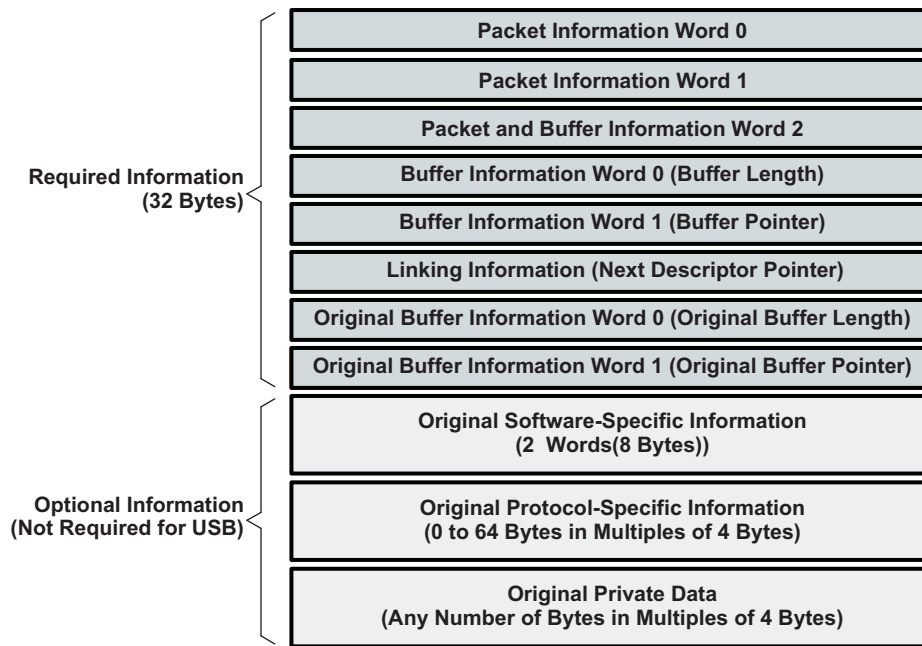 Packet Information Word 0
Packet Information Word 1
Packet and Buffer Information Word 2
Required Information
(32 Bytes)
Buffer Information Word 0 (Buffer Length)
Buffer Information Word 1 (Buffer Pointer)
Linking Information (Next Descriptor Pointer)
Original Buffer Information Word 0 (Original Buffer Length)
Original Buffer Information Word 1 (Original Buffer Pointer)
Original Software-Specific Information
(2 Words(8 Bytes))
Optional Information
(Not Required for USB)
Original Protocol-Specific Information
(0 to 64 Bytes in Multiples of 4 Bytes)
Original Private Data
(Any Number of Bytes in Multiples of 4 Bytes)